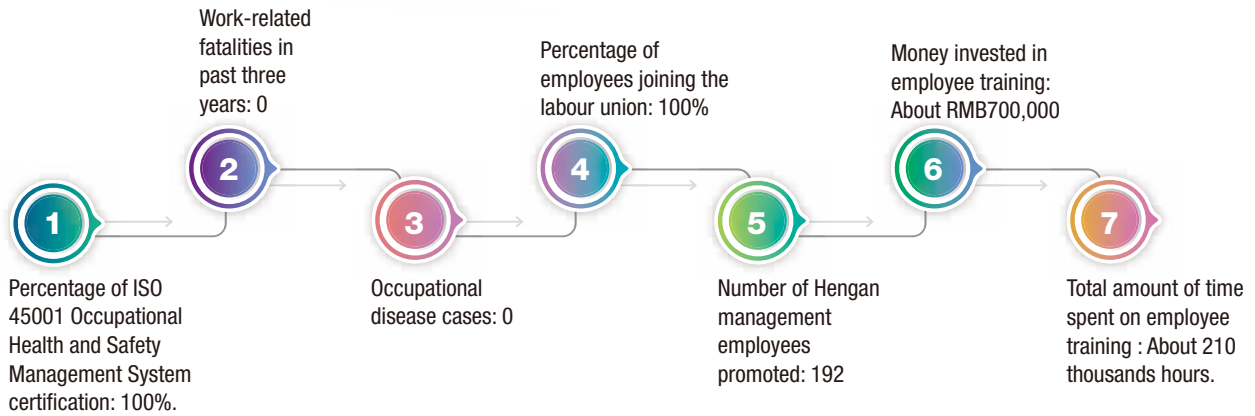 1
Percentage of ISO
45001 Occupational
Health and Safety
Management System
certification: 100%.
Work-related
fatalities in
past three
years: 0
2
3
Occupational
disease cases: 0
Percentage of
employees joining the
labour union: 100%
4
5
Number of Hengan
management
employees
promoted: 192
Money invested in
employee training:
About RMB700,000
6
7
Total amount of time
spent on employee
training : About 210
thousands hours.